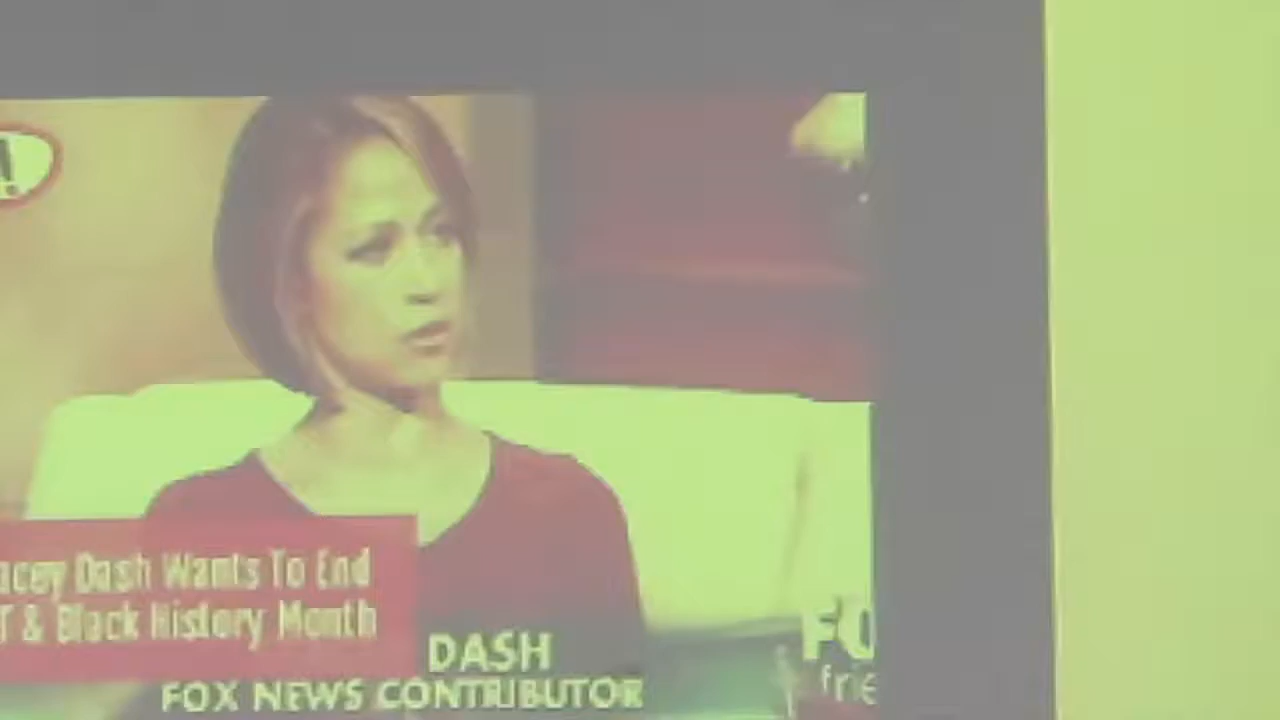 !
acey Dash Wants To End
T & Black History Month
DASH
FOX NEWS CONTRIBUTOR
FO
frie